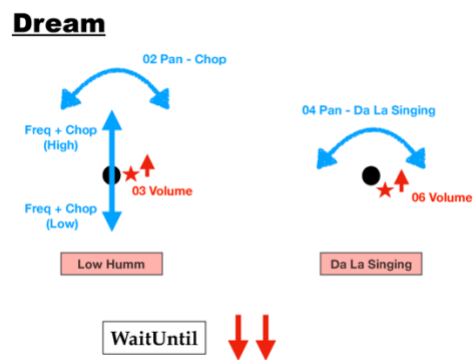 Dream
02 Pan - Chop
Freq + Chop
(High)
03 Volume
Freq + Chop
(Low)
Low Humm
04 Pan - Da La Singing
06 Volume
Da La Singing
WaitUntil